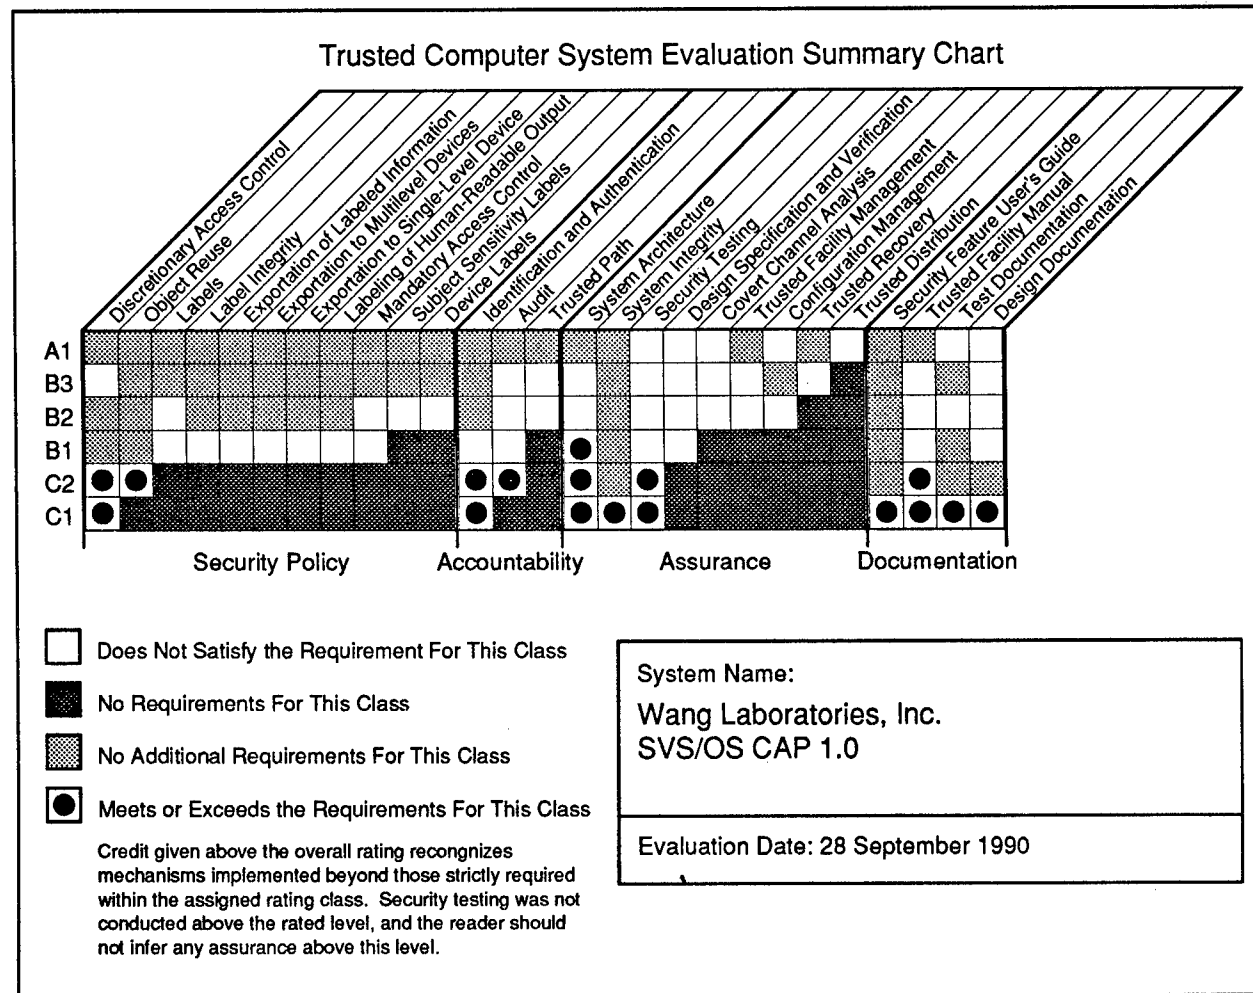 Trusted Computer System Evaluation Summary Chart
Discretionary Access Control
Object Reuse
Labels
Label Integrity
Exportation of Labeled Information
Exportation to Multilevel Devices
Exportation to Single-Level Device
Labeling of Human-Readable Output
Mandatory Access Control
Subject Sensitivity Labels
Device Labels
Identification and Authentication
Audit
Trusted Path
System Architecture
System Integrity
Security Testing
Design Specification and Verification
Covert Channel Analysis
Trusted Facility Management
Configuration Management
Trusted Recovery
Trusted Distribution
Security Feature User's Guide
Trusted Facility Manual
Test Documentation
Design Documentation
A1
B3
B2
B1
C2
C1
Security Policy
Accountability
Assurance
Documentation
Does Not Satisfy the Requirement For This Class
No Requirements For This Class
No Additional Requirements For This Class
Meets or Exceeds the Requirements For This Class
Credit given above the overall rating recongnizes
mechanisms implemented beyond those strictly required
within the assigned rating class. Security testing was not
conducted above the rated level, and the reader should
not infer any assurance above this level.
System Name:
Wang Laboratories, Inc.
SVS/OS CAP 1.0
Evaluation Date: 28 September 1990